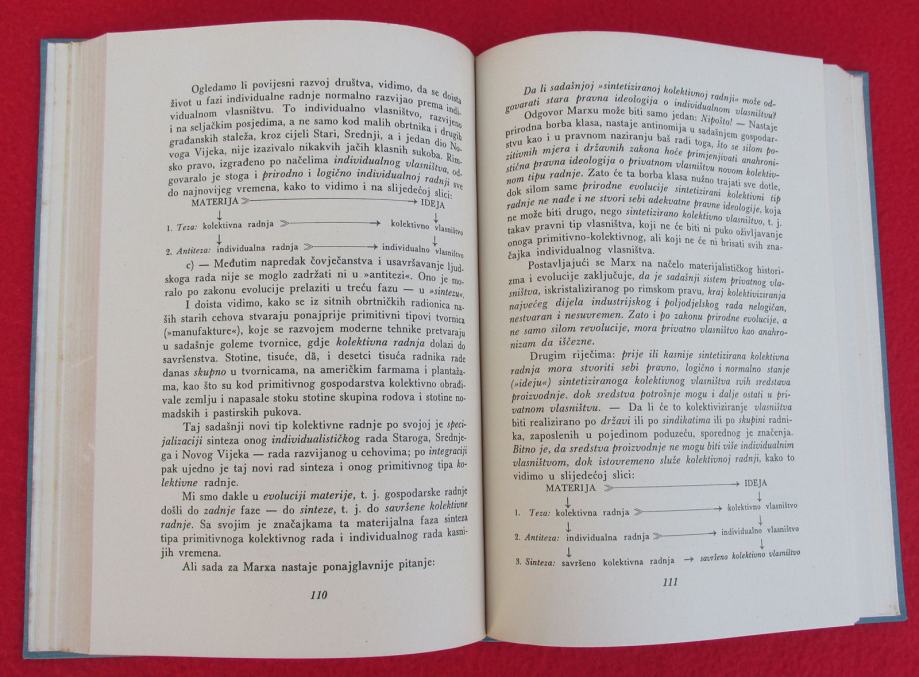 Ogledamo li povijesni razvoj društva, vidimo, da se doista
život u fazi individualne radnje normalno razvijao prema indi-
vidualnom vlasništvu. To individualno vlasništvo, razvijeno
i na seljačkim posjedima, a ne samo kod malih obrtnika i drugih
građanskih staleža, kroz cijeli Stari, Srednji, a i jedan dio No-
voga Vijeka, nije izazivalo nikakvih jačih klasnih sukoba. Rim-
sko pravo, izgrađeno po načelima individualnog vlasništva, od-
govaralo je stoga i prirodno i logično individualnoj radnji sve
do najnovijeg vremena, kako to vidimo i na slijedećoj slici:
MATERIJA → IDEJA
↓ ↓
1. Teza: kolektivna radnja → kolektivno vlasništvo
↓ ↓
2. Antiteza: individualna radnja → individualno vlasništvo
c) — Međutim napredak čovječanstva i usavršavanje ljud-
skoga rada nije se moglo zadržati ni u »antitezi«. Ono je mo-
ralo po zakonu evolucije prelaziti u treću fazu — u »sintezu«.
I doista vidimo, kako se iz sitnih obrtničkih radionica na-
ših starih cehova stvaraju ponajprije primitivni tipovi tvornica
(»manufakture«), koje se razvojem moderne tehnike pretvaraju
u sadašnje goleme tvornice, gdje kolektivna radnja dolazi do
savršenstva. Stotine, tisuće, dâ, i desetci tisuća radnika rade
danas skupno u tvornicama, na američkim farmama i plantaža-
ma, kao što su kod primitivnog gospodarstva kolektivno obrađi-
vale zemlju i napasale stoku stotine skupina rodova i stotine no-
madskih i pastirskih pukova.
Taj sadašnji novi tip kolektivne radnje po svojoj je speci-
jalizaciji sinteza onog individualističkog rada Staroga, Srednje-
ga i Novog Vijeka — rada razvijanog u cehovima; po integraciji
pak ujedno je taj novi rad sinteza i onog primitivnog tipa ko-
lektivne radnje.
Mi smo dakle u evoluciji materije, t. j. gospodarske radnje
došli do zadnje faze — do sinteze, t. j. do savršene kolektivne
radnje. Sa svojim je značajkama ta materijalna faza sinteza
tipa primitivnoga kolektivnog rada i individualnog rada kasni-
jih vremena.
Ali sada za Marxa nastaje ponajglavnije pitanje:
110
Da li sadašnjoj »sintetiziranoj kolektivnoj radnji« može od-
govarati stara pravna ideologija o individualnom vlasništvu?
Odgovor Marxu može biti samo jedan: Nipošto! — Nastaje
prirodna borba klasa, nastaje antinomija u sadašnjem gospodar-
stvu kao i u pravnom naziranju baš radi toga, što se silom po-
zitivnih mjera i državnih zakona hoće primjenjivati anahroni-
stična pravna ideologija o privatnom vlasništvu novom kolektiv-
nom tipu radnje. Zato će ta borba klasa nužno trajati sve dotle,
dok silom same prirodne evolucije sintetizirani kolektivni tip
radnje ne nađe i ne stvori sebi adekvatne pravne ideologije, koja
ne može biti drugo, nego sintetizirano kolektivno vlasništvo, t. j.
takav pravni tip vlasništva, koji ne će biti ni puko oživljavanje
onoga primitivno-kolektivnog, ali koji ne će ni brisati svih zna-
čajka individualnog vlasništva.
Postavljajući se Marx na načelo materijalističkog histori-
zma i evolucije zaključuje, da je sadašnji sistem privatnog vla-
sništva, iskristaliziranog po rimskom pravu, kraj kolektiviziranja
najvećeg dijela industrijskog i poljodjelskog rada nelogičan,
nestvaran i nesuvremen. Zato i po zakonu prirodne evolucije, a
ne samo silom revolucije, mora privatno vlasništvo kao anahro-
nizam da iščezne.
Drugim riječima: prije ili kasnije sintetizirana kolektivna
radnja mora stvoriti sebi pravno, logično i normalno stanje
(»ideju«) sintetiziranoga kolektivnog vlasništva svih sredstava
proizvodnje, dok sredstva potrošnje mogu i dalje ostati u pri-
vatnom vlasništvu. — Da li će to kolektiviziranje vlasništva
biti realizirano po državi ili po sindikatima ili po skupini radni-
ka, zaposlenih u pojedinom poduzeću, sporednog je značenja.
Bitno je, da sredstva proizvodnje ne mogu biti više individualnim
vlasništvom, dok istovremeno služe kolektivnoj radnji, kako to
vidimo u slijedećoj slici:
MATERIJA → IDEJA
↓ ↓
1. Teza: kolektivna radnja → kolektivno vlasništvo
↓ ↓
2. Antiteza: individualna radnja → individualno vlasništvo
↓ ↓
3. Sinteza: savršeno kolektivna radnja → savršeno kolektivno vlasništvo
111